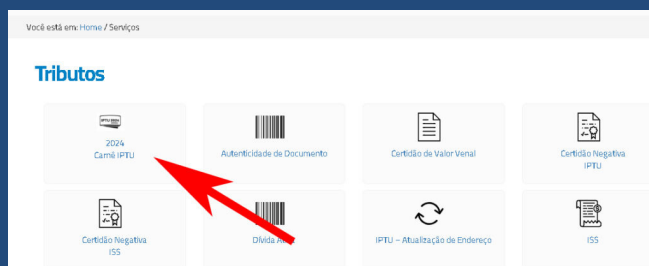 Você está em: Home / Serviços
Tributos
2024
Carnê IPTU
Autenticidade de Documento
Certidão de Valor Venal
Certidão Negativa
IPTU
Certidão Negativa
ISS
Dívida
IPTU – Atualização de Endereço
ISS